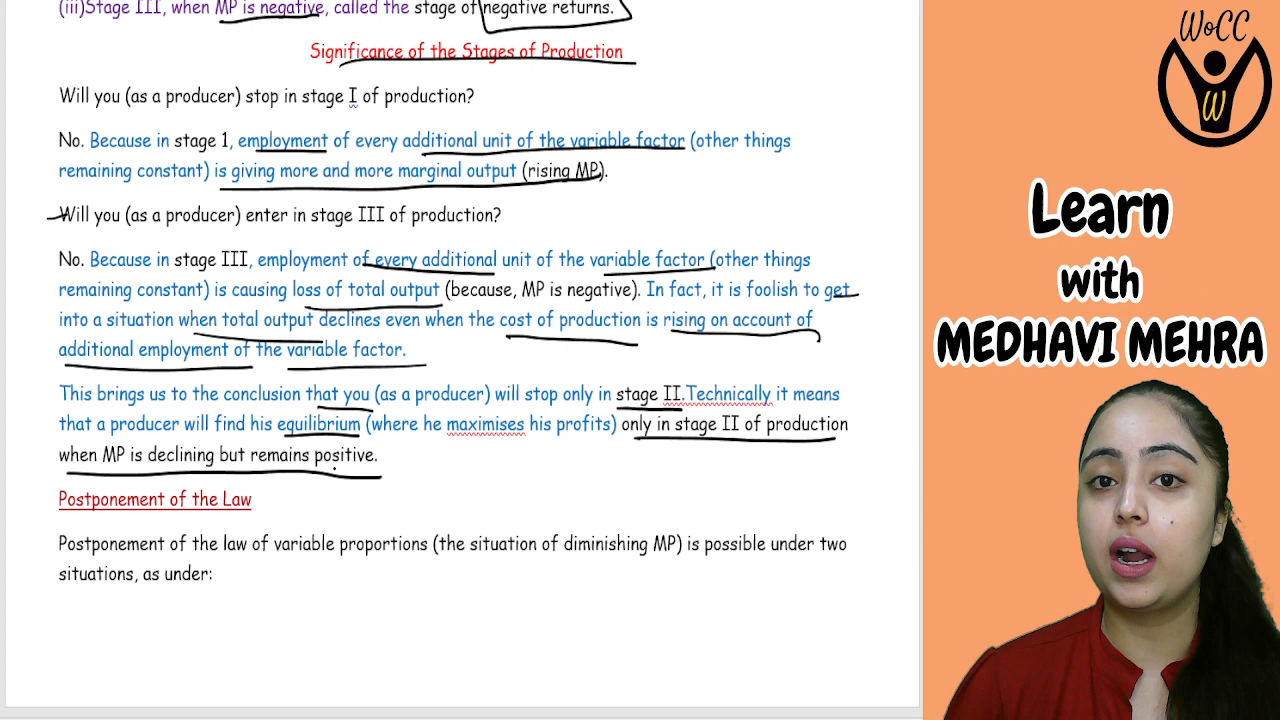 (iii)Stage III, when MP is negative, called the stage of negative returns.
Significance of the Stages of Production
Will you (as a producer) stop in stage I of production?
No. Because in stage 1, employment of every additional unit of the variable factor (other things
remaining constant) is giving more and more marginal output (rising MP).
Will you (as a producer) enter in stage III of production?
No. Because in stage III, employment of every additional unit of the variable factor (other things
remaining constant) is causing loss of total output (because, MP is negative). In fact, it is foolish to get
into a situation when total output declines even when the cost of production is rising on account of
additional employment of the variable factor.
This brings us to the conclusion that you (as a producer) will stop only in stage II.Technically it means
that a producer will find his equilibrium (where he maximises his profits) only in stage II of production
when MP is declining but remains positive.
Postponement of the Law
Postponement of the law of variable proportions (the situation of diminishing MP) is possible under two
situations, as under:
WoCC
W
Learn
with
MEDHAVI MEHRA